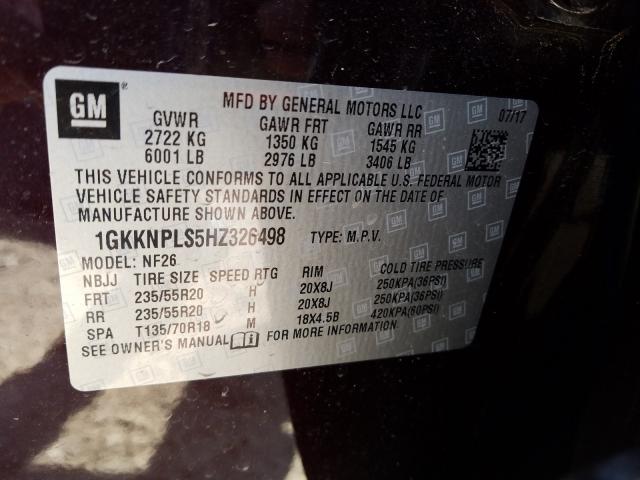 GM®
MFD BY GENERAL MOTORS LLC 07/17
GVWR GAWR FRT GAWR RR
2722 KG 1350 KG 1545 KG
6001 LB 2976 LB 3406 LB
THIS VEHICLE CONFORMS TO ALL APPLICABLE U.S. FEDERAL MOTOR
VEHICLE SAFETY STANDARDS IN EFFECT ON THE DATE OF
MANUFACTURE SHOWN ABOVE.
1GKKNPLS5HZ326498 TYPE: M.P.V.
MODEL: NF26
NBJJ TIRE SIZE SPEED RTG RIM COLD TIRE PRESSURE
FRT 235/55R20 H 20X8J 250KPA(36PSI)
RR 235/55R20 H 20X8J 250KPA(36PSI)
SPA T135/70R18 M 18X4.5B 420KPA(60PSI)
SEE OWNER'S MANUAL FOR MORE INFORMATION